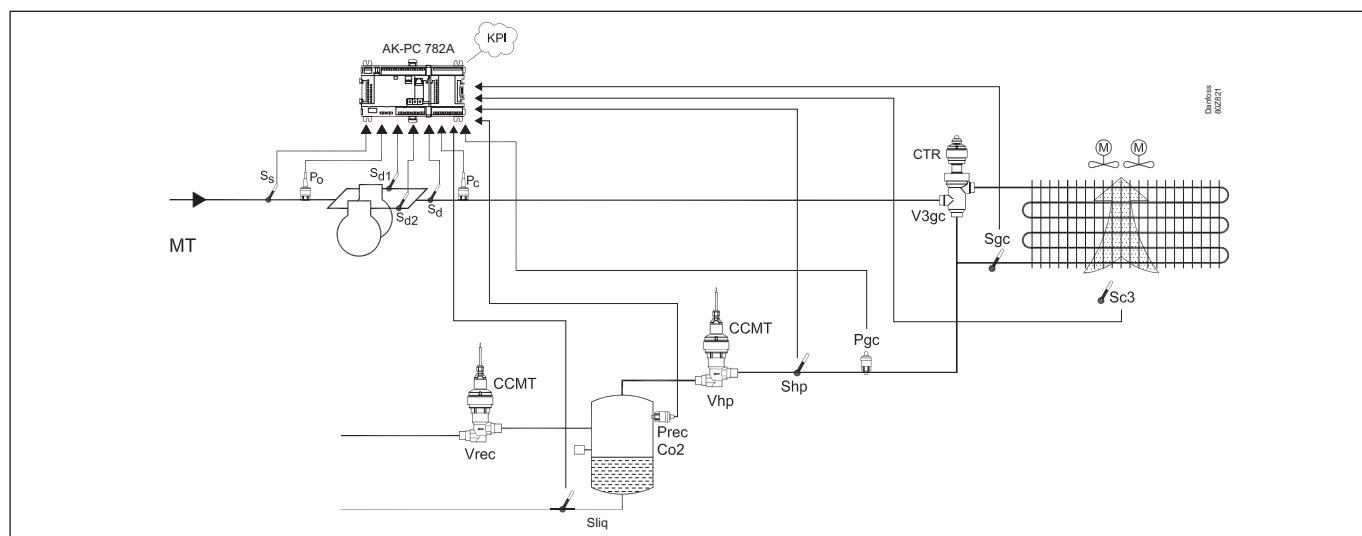 KPI
AK-PC 782A
Danfoss
80Z821
CTR
M M
Ss
Po
Sd1
Sd2
Sd
Pc
V3gc
Sgc
MT
Sc3
CCMT
Pgc
CCMT
Shp
Vhp
Prec
Co2
Vrec
Sliq